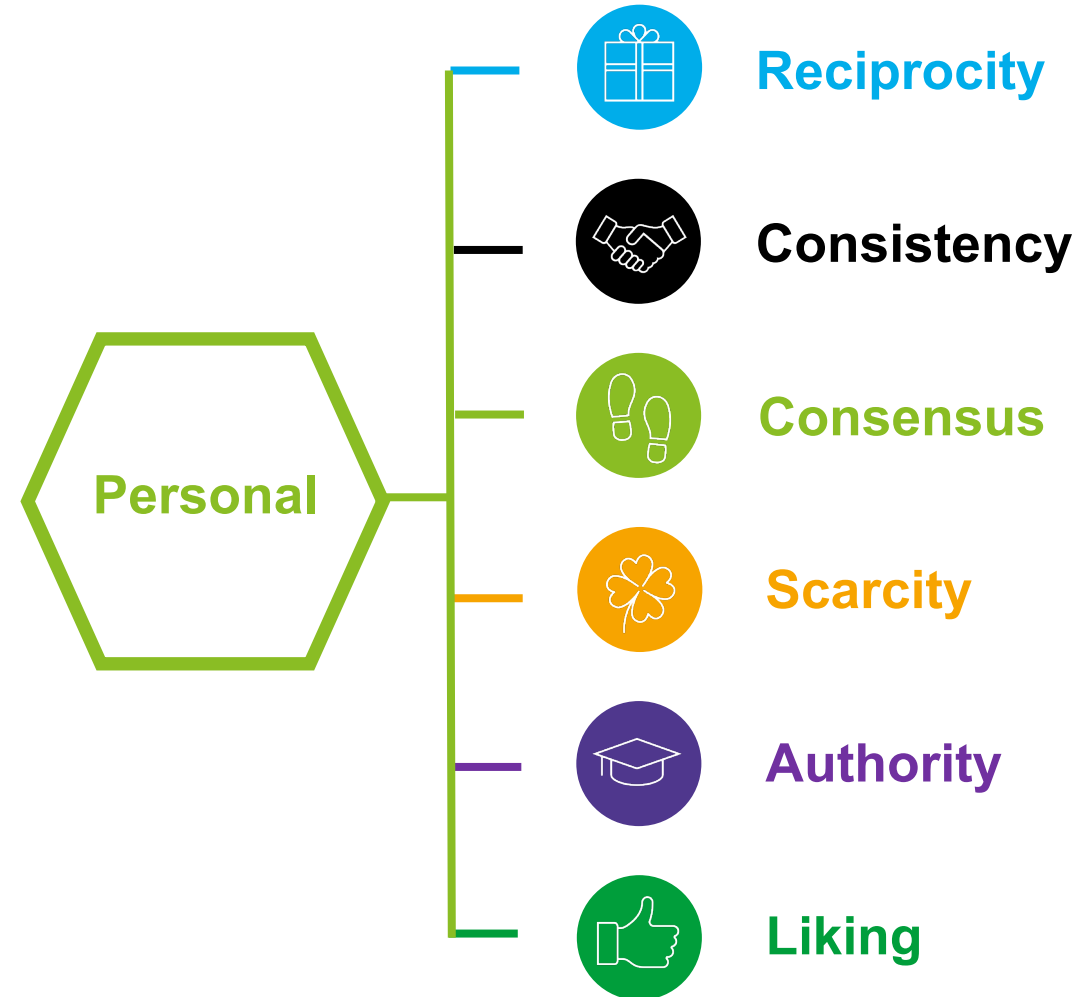 Reciprocity
Consistency
Consensus
Personal
Scarcity
Authority
Liking